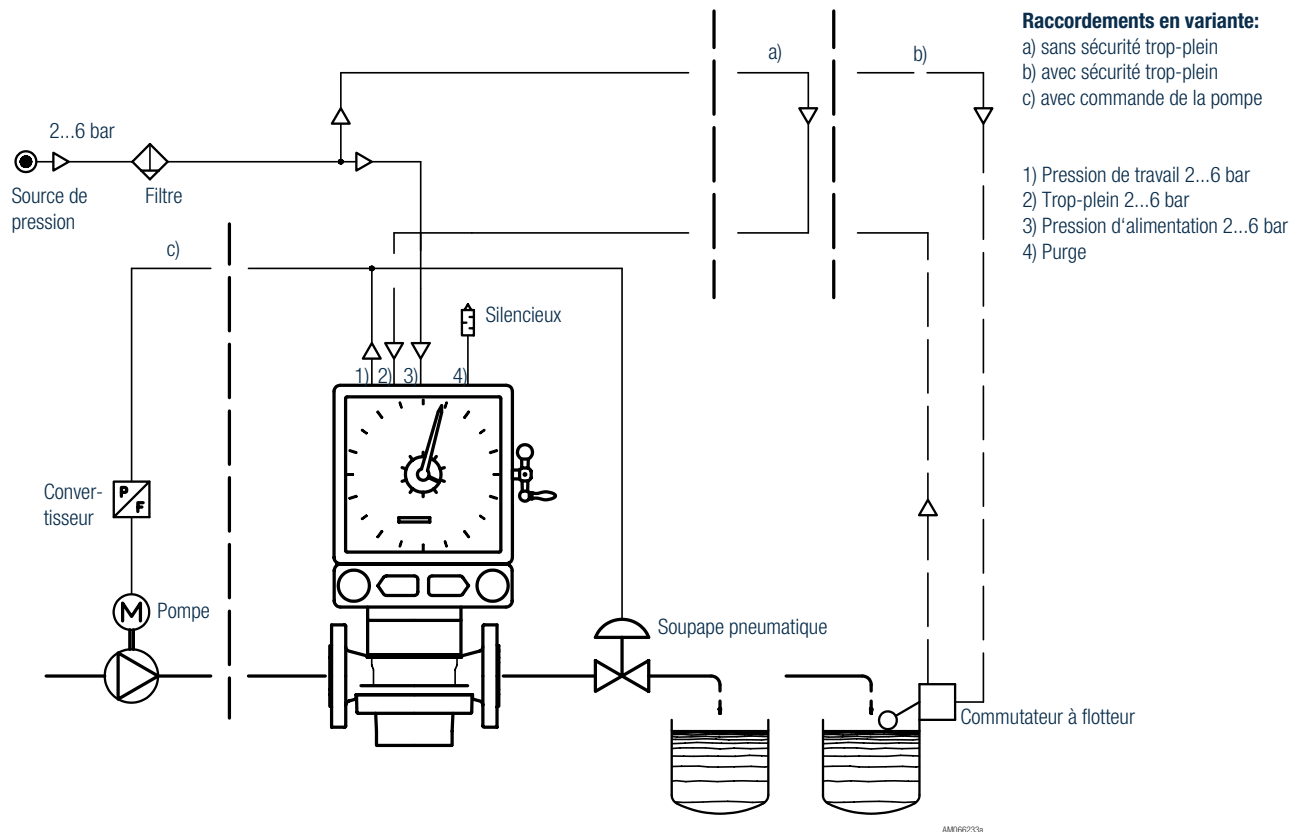 a)
b)
Raccordements en variante:
a) sans sécurité trop-plein
b) avec sécurité trop-plein
c) avec commande de la pompe
2...6 bar
Source de
pression
Filtre
1) Pression de travail 2...6 bar
2) Trop-plein 2...6 bar
3) Pression d‘alimentation 2...6 bar
4) Purge
c)
Silencieux
1) 2) 3) 4)
Conver-
tisseur
P
F
M
Pompe
Soupape pneumatique
Commutateur à flotteur
AM066233a